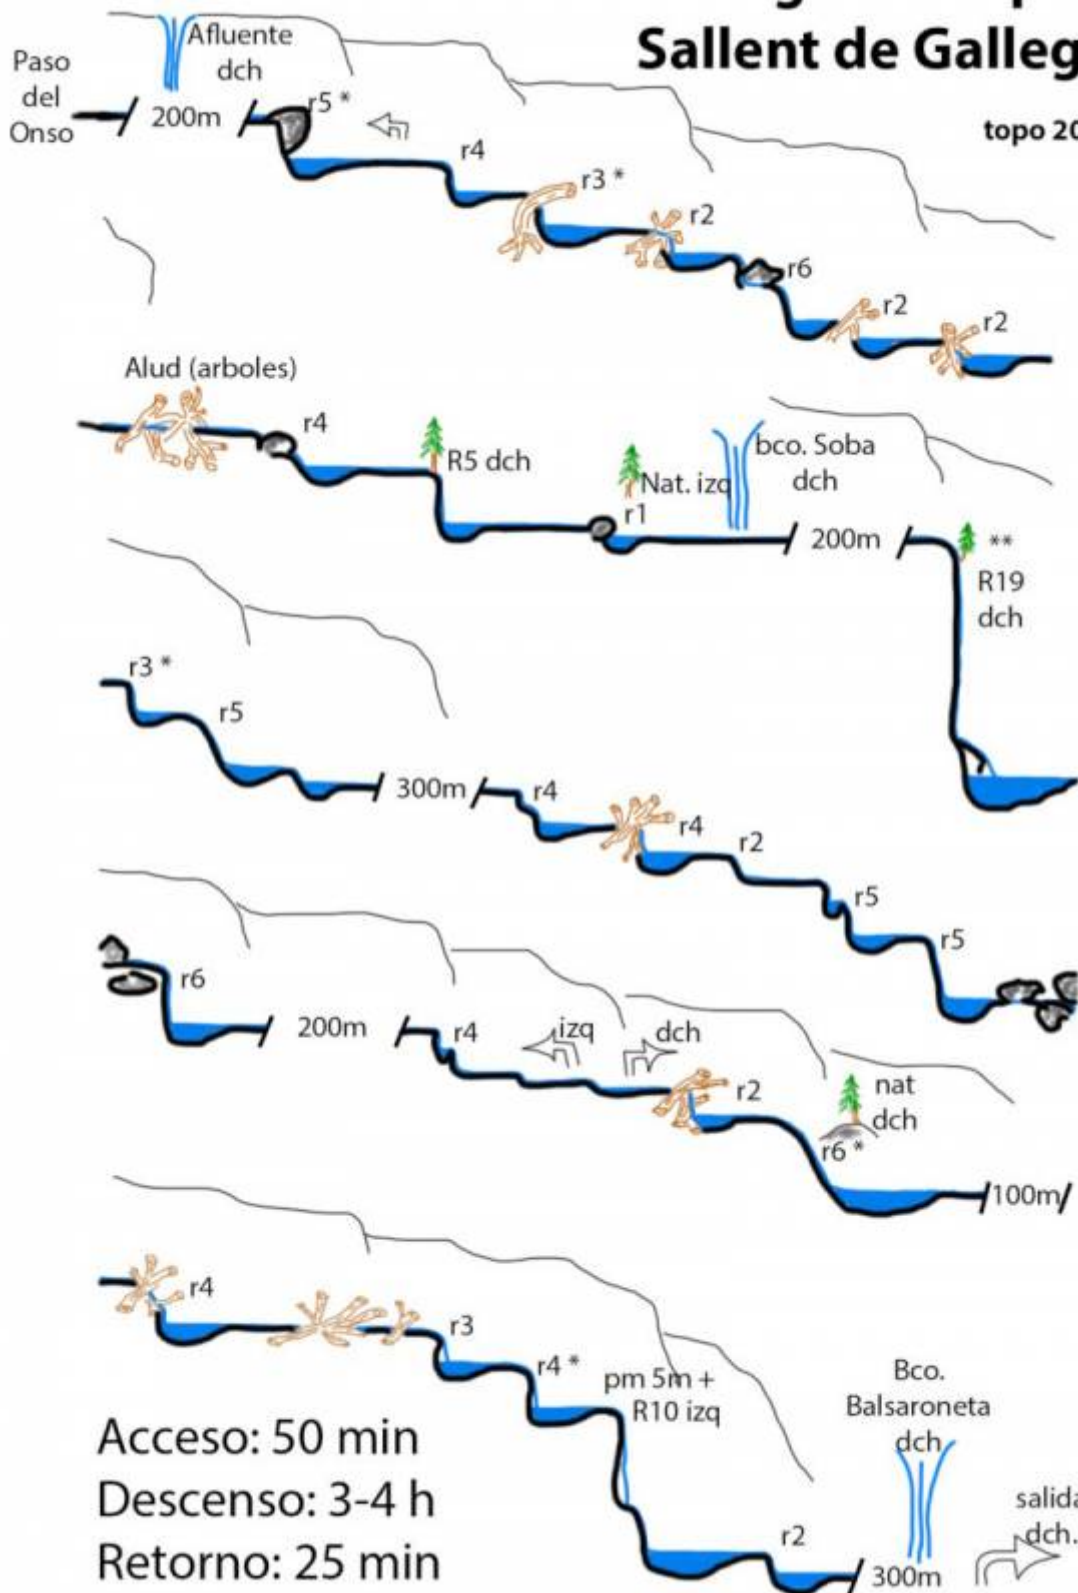 Sallent de Galleg
topo 20
Paso
del
Onso
200m
Afluente
dch
r5 *
r4
r3 *
r2
r6
r2
r2
Alud (arboles)
r4
R5 dch
Nat. izq
r1
bco. Soba
dch
200m
**
R19
dch
r3 *
r5
300m
r4
r4
r2
r5
r5
r6
200m
r4
izq
dch
r2
nat
dch
r6 *
100m
r4
r3
r4 *
pm 5m +
R10 izq
r2
Bco.
Balsaroneta
dch
300m
salida
dch.
Acceso: 50 min
Descenso: 3-4 h
Retorno: 25 min